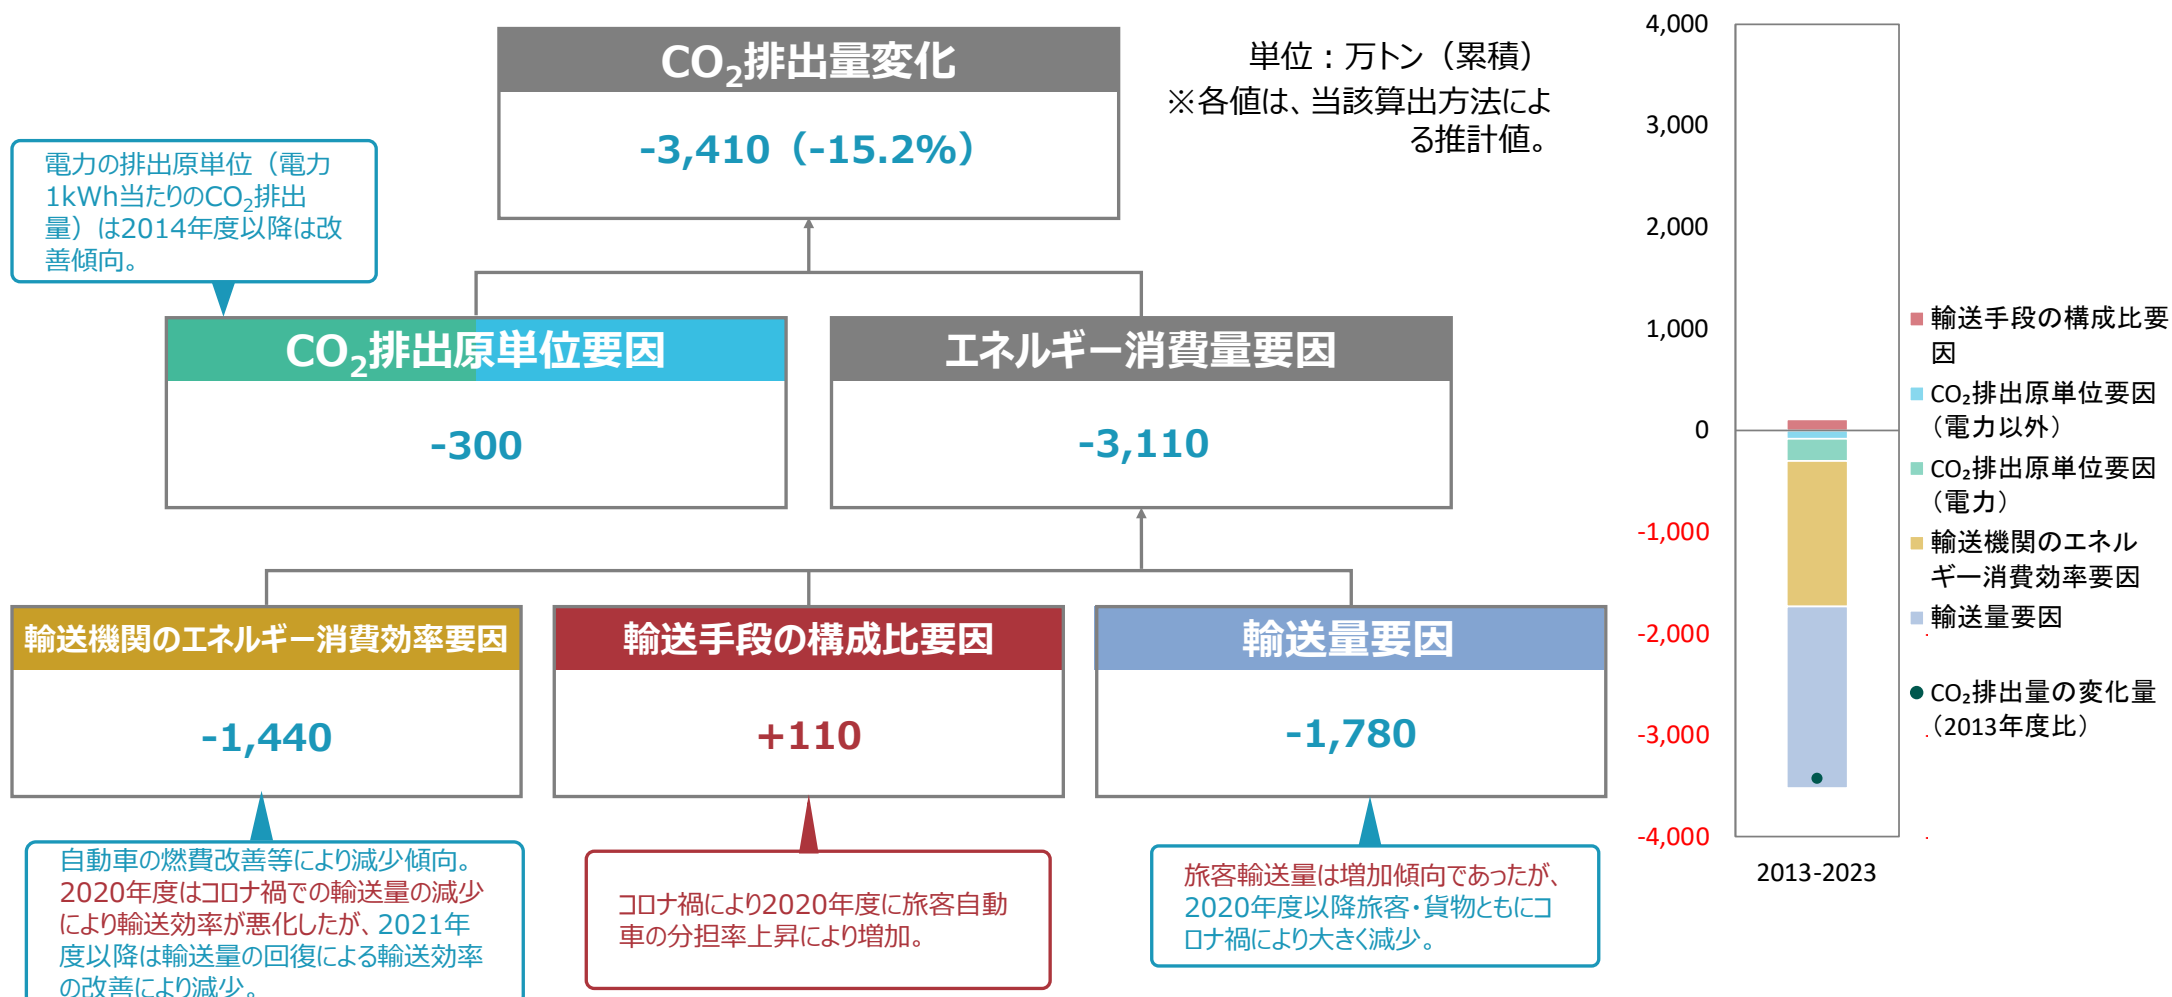 CO₂排出量変化
-3,410（-15.2%）
単位：万トン（累積）
※各値は、当該算出方法によ
る推計値。
電力の排出原単位（電力
1kWh当たりのCO₂排出
量）は2014年度以降は改
善傾向。
CO₂排出原単位要因
-300
エネルギー消費量要因
-3,110
輸送機関のエネルギー消費効率要因
-1,440
輸送手段の構成比要因
+110
輸送量要因
-1,780
自動車の燃費改善等により減少傾向。
2020年度はコロナ禍での輸送量の減少
により輸送効率が悪化したが、2021年
度以降は輸送量の回復による輸送効率
の改善により減少。
コロナ禍により2020年度に旅客自動
車の分担率上昇により増加。
旅客輸送量は増加傾向であったが、
2020年度以降旅客・貨物ともにコ
ロナ禍により大きく減少。
4,000
3,000
2,000
1,000
0
-1,000
-2,000
-3,000
-4,000
2013-2023
輸送手段の構成比要
因
CO₂排出原単位要因
（電力以外）
CO₂排出原単位要因
（電力）
輸送機関のエネル
ギー消費効率要因
輸送量要因
CO₂排出量の変化量
（2013年度比）